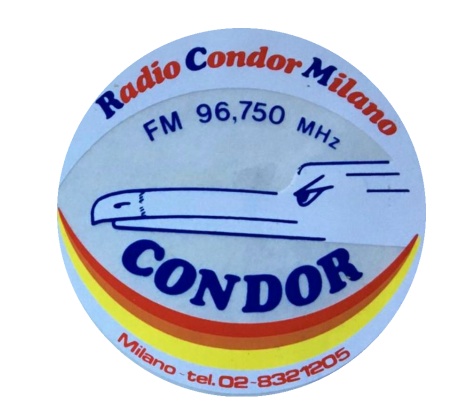 Radio Condor Milano
FM 96,750 MHz
CONDOR
Milano - tel. 02-8321205